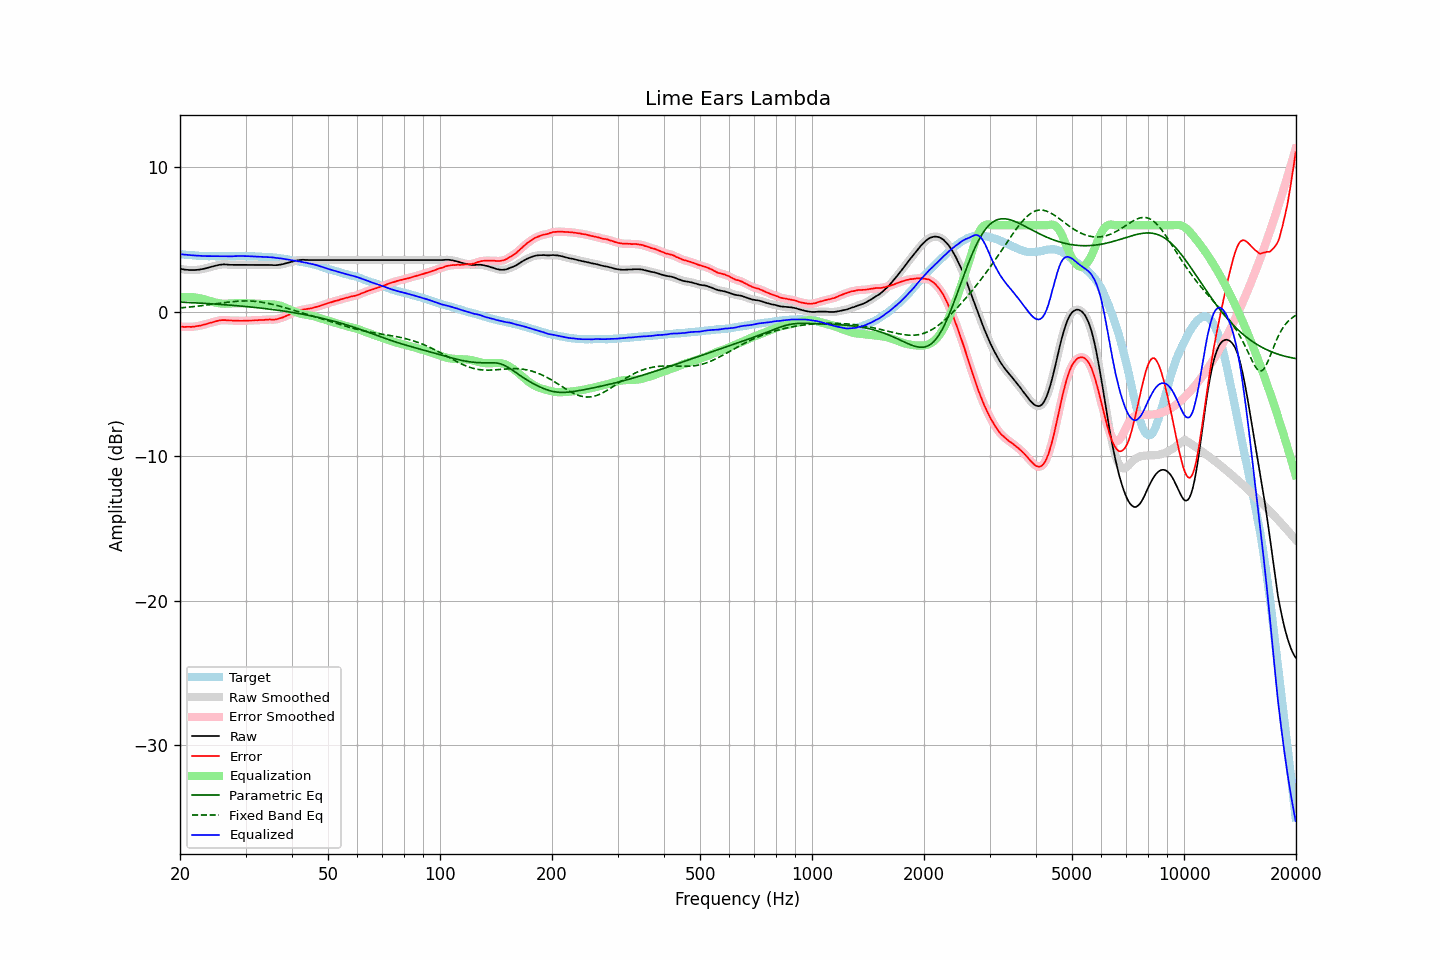 Lime Ears Lambda
Amplitude (dBr)
10
0
−10
−20
−30
Target
Raw Smoothed
Error Smoothed
Raw
Error
Equalization
Parametric Eq
Fixed Band Eq
Equalized
20 50 100 200 500 1000 2000 5000 10000 20000
Frequency (Hz)